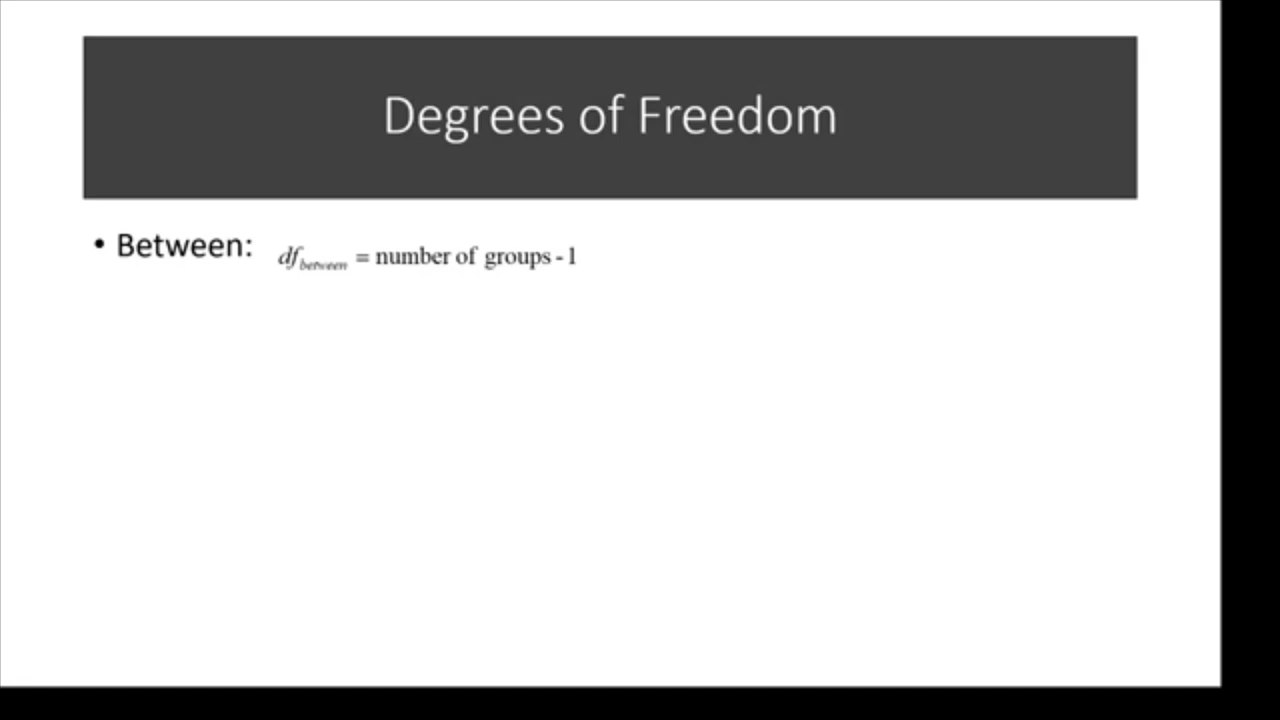 Degrees of Freedom
• Between: df_between = number of groups - 1